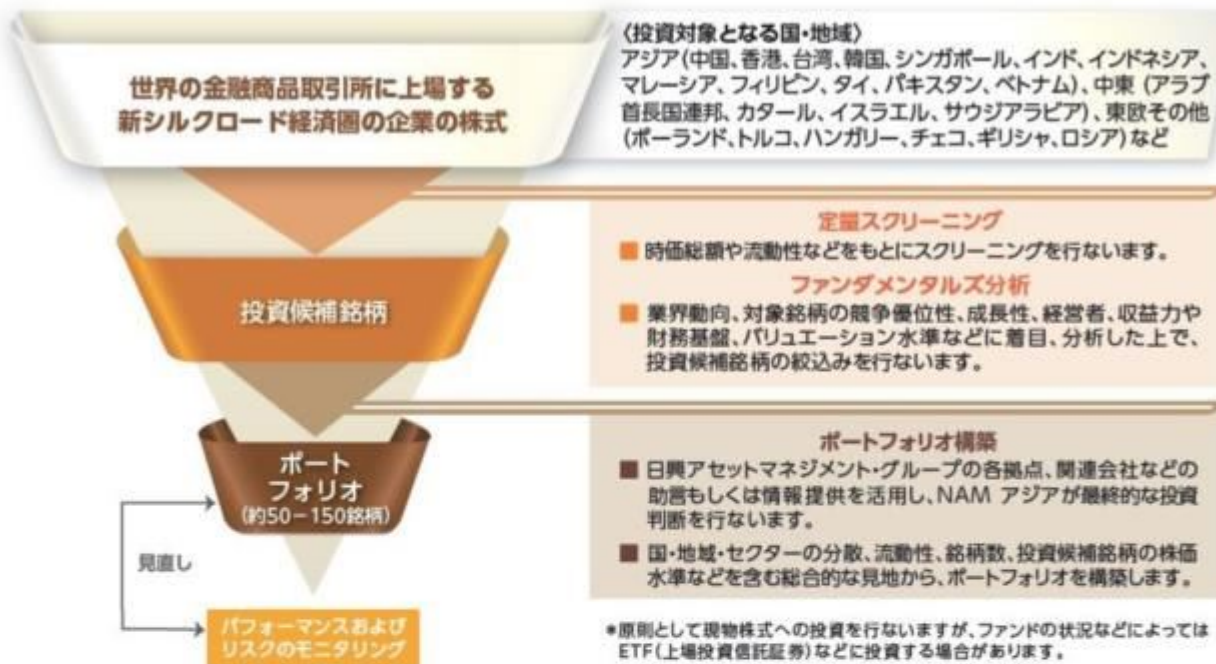 世界の金融商品取引所に上場する
新シルクロード経済圏の企業の株式
〈投資対象となる国・地域〉
アジア(中国、香港、台湾、韓国、シンガポール、インド、インドネシア、
マレーシア、フィリピン、タイ、パキスタン、ベトナム)、中東 (アラブ
首長国連邦、カタール、イスラエル、サウジアラビア)、東欧その他
(ポーランド、トルコ、ハンガリー、チェコ、ギリシャ、ロシア)など
定量スクリーニング
■ 時価総額や流動性などをもとにスクリーニングを行ないます。
ファンダメンタルズ分析
■ 業界動向、対象銘柄の競争優位性、成長性、経営者、収益力や
財務基盤、バリュエーション水準などに着目、分析した上で、
投資候補銘柄の絞込みを行ないます。
投資候補銘柄
ポートフォリオ構築
■ 日興アセットマネジメント・グループの各拠点、関連会社などの
助言もしくは情報提供を活用し、NAM アジアが最終的な投資
判断を行ないます。
■ 国・地域・セクターの分散、流動性、銘柄数、投資候補銘柄の株価
水準などを含む総合的な見地から、ポートフォリオを構築します。
ポート
フォリオ
(約50－150銘柄)
見直し
パフォーマンスおよび
リスクのモニタリング
*原則として現物株式への投資を行ないますが、ファンドの状況などによっては
ETF(上場投資信託証券)などに投資する場合があります。